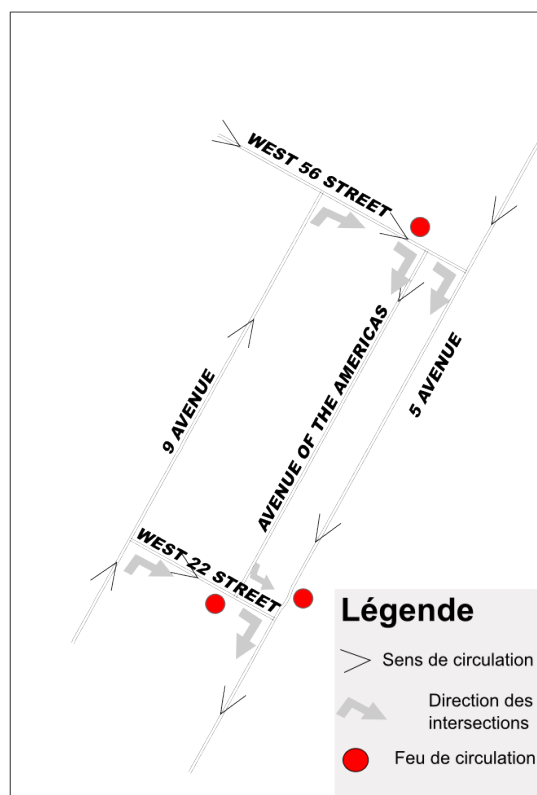 WEST 56 STREET
9 AVENUE
AVENUE OF THE AMERICAS
5 AVENUE
WEST 22 STREET
Légende
Sens de circulation
Direction des
intersections
Feu de circulation